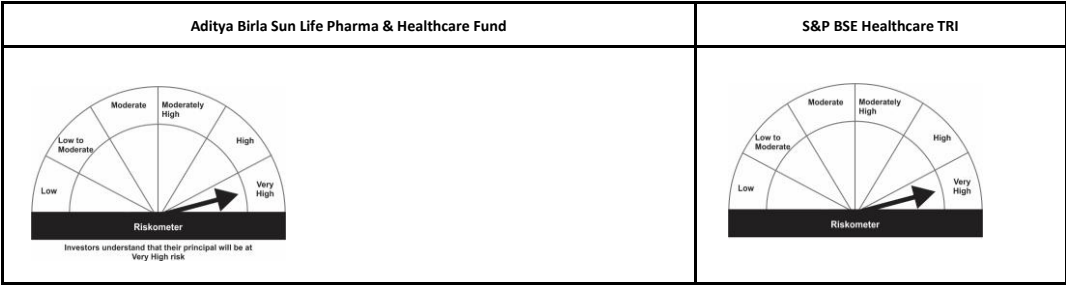 Aditya Birla Sun Life Pharma & Healthcare Fund
S&P BSE Healthcare TRI
Low
Low to
Moderate
Moderate
Moderately
High
High
Very
High
Riskometer
Investors understand that their principal will be at
Very High risk
Low
Low to
Moderate
Moderate
Moderately
High
High
Very
High
Riskometer